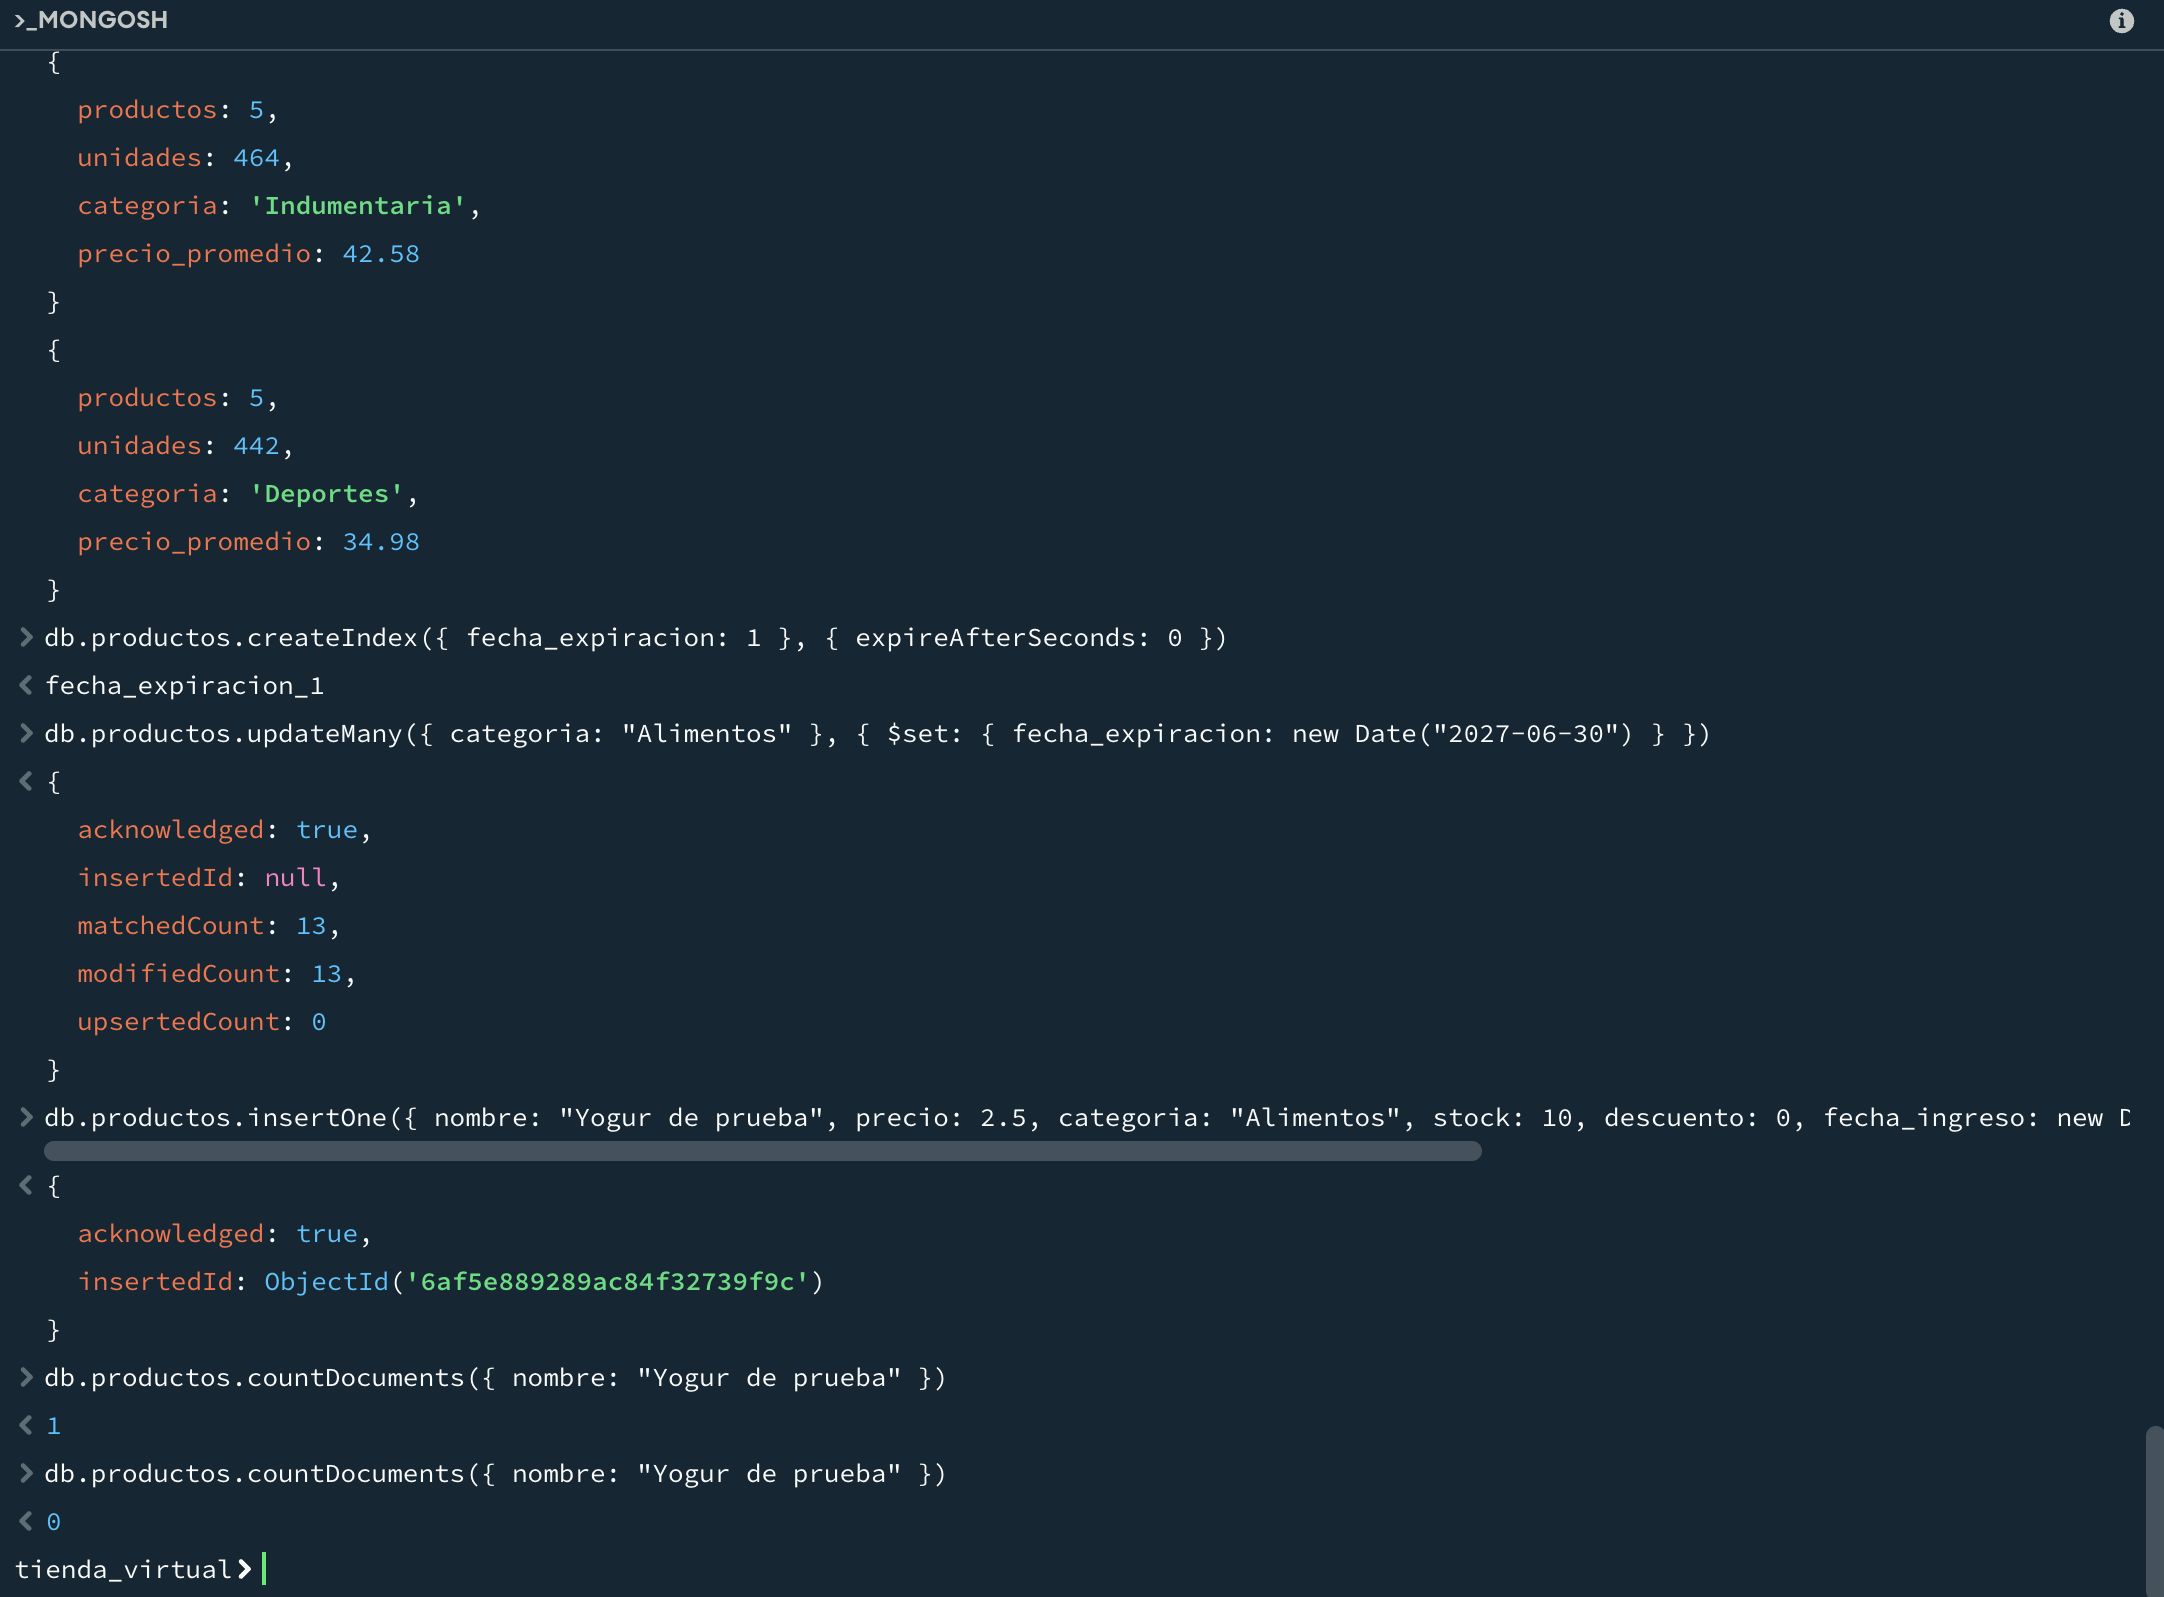 >_MONGOSH
{
productos: 5,
unidades: 464,
categoria: 'Indumentaria',
precio_promedio: 42.58
}
{
productos: 5,
unidades: 442,
categoria: 'Deportes',
precio_promedio: 34.98
}
> db.productos.createIndex({ fecha_expiracion: 1 }, { expireAfterSeconds: 0 })
< fecha_expiracion_1
> db.productos.updateMany({ categoria: "Alimentos" }, { $set: { fecha_expiracion: new Date("2027-06-30") } })
< {
acknowledged: true,
insertedId: null,
matchedCount: 13,
modifiedCount: 13,
upsertedCount: 0
}
> db.productos.insertOne({ nombre: "Yogur de prueba", precio: 2.5, categoria: "Alimentos", stock: 10, descuento: 0, fecha_ingreso: new D
< {
acknowledged: true,
insertedId: ObjectId('6af5e889289ac84f32739f9c')
}
> db.productos.countDocuments({ nombre: "Yogur de prueba" })
< 1
> db.productos.countDocuments({ nombre: "Yogur de prueba" })
< 0
tienda_virtual>